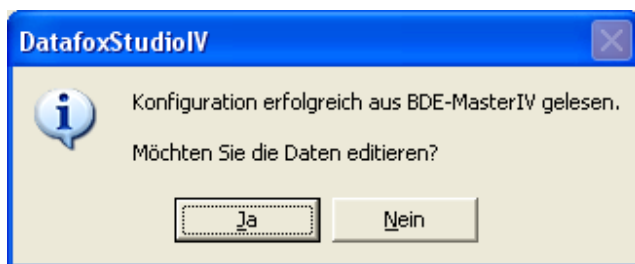 DatafoxStudioIV
Konfiguration erfolgreich aus BDE-MasterIV gelesen.
Möchten Sie die Daten editieren?
Ja
Nein